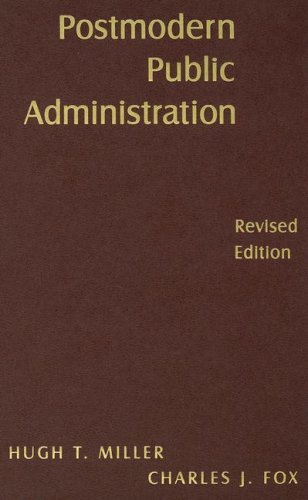 Postmodern
Public
Administration
Revised
Edition
HUGH T. MILLER
CHARLES J. FOX